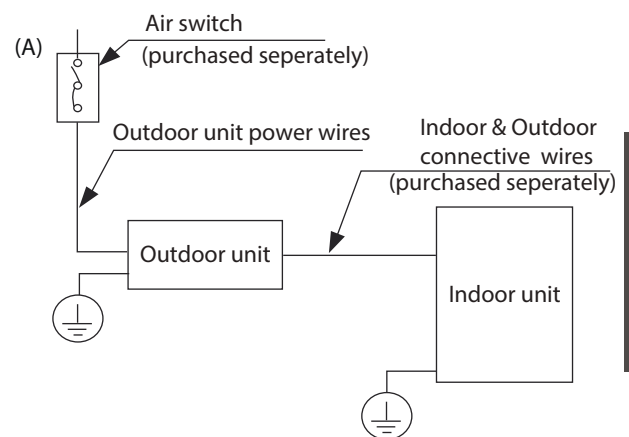 (A)
Air switch
(purchased seperately)
Outdoor unit power wires
Indoor & Outdoor
connective wires
(purchased seperately)
Outdoor unit
Indoor unit